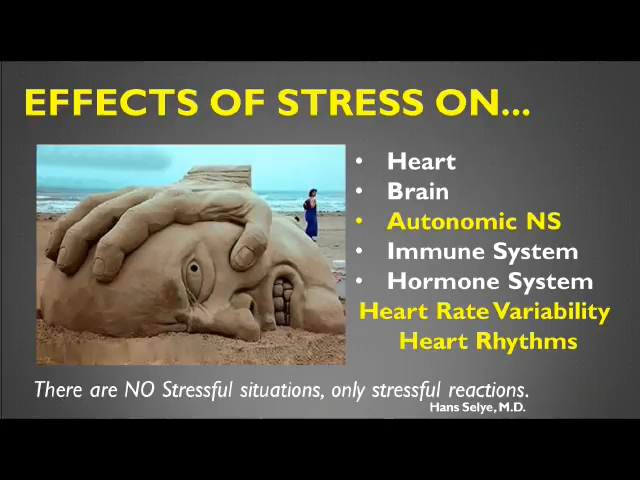 EFFECTS OF STRESS ON...
• Heart
• Brain
• Autonomic NS
• Immune System
• Hormone System
Heart Rate Variability
Heart Rhythms
There are NO Stressful situations, only stressful reactions.
Hans Selye, M.D.